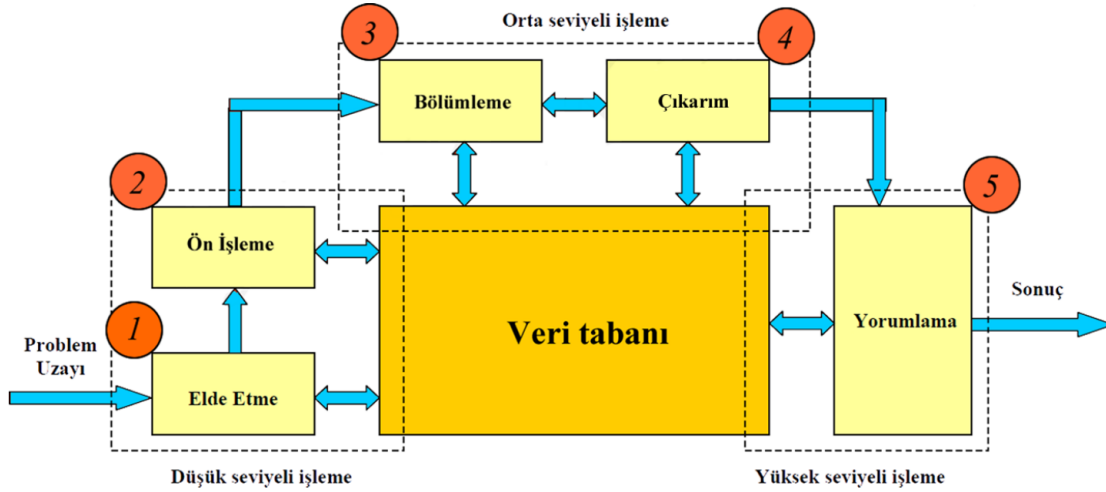 Orta seviyeli işleme
3
4
Bölümleme
Çıkarım
2
5
Ön İşleme
Veri tabanı
Yorumlama
Sonuç
1
Problem
Uzayı
Elde Etme
Düşük seviyeli işleme
Yüksek seviyeli işleme